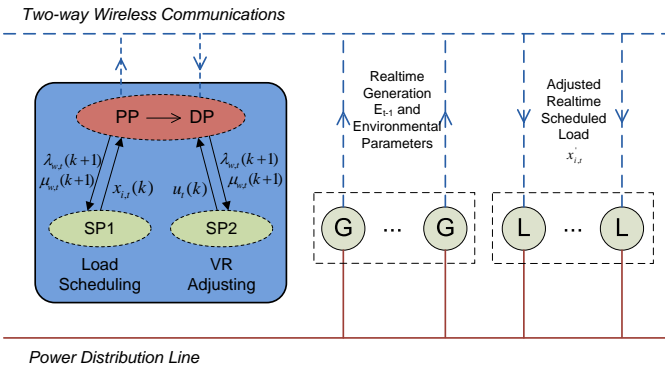 Two-way Wireless Communications
PP DP
λw,t(k+1)
μw,t(k+1)
xi,t(k)
ut(k)
λw,t(k+1)
μw,t(k+1)
SP1
SP2
Load
Scheduling
VR
Adjusting
Realtime
Generation
Et-1 and
Environmental
Parameters
Adjusted
Realtime
Scheduled
Load
x'i,t
G ... G
L ... L
Power Distribution Line